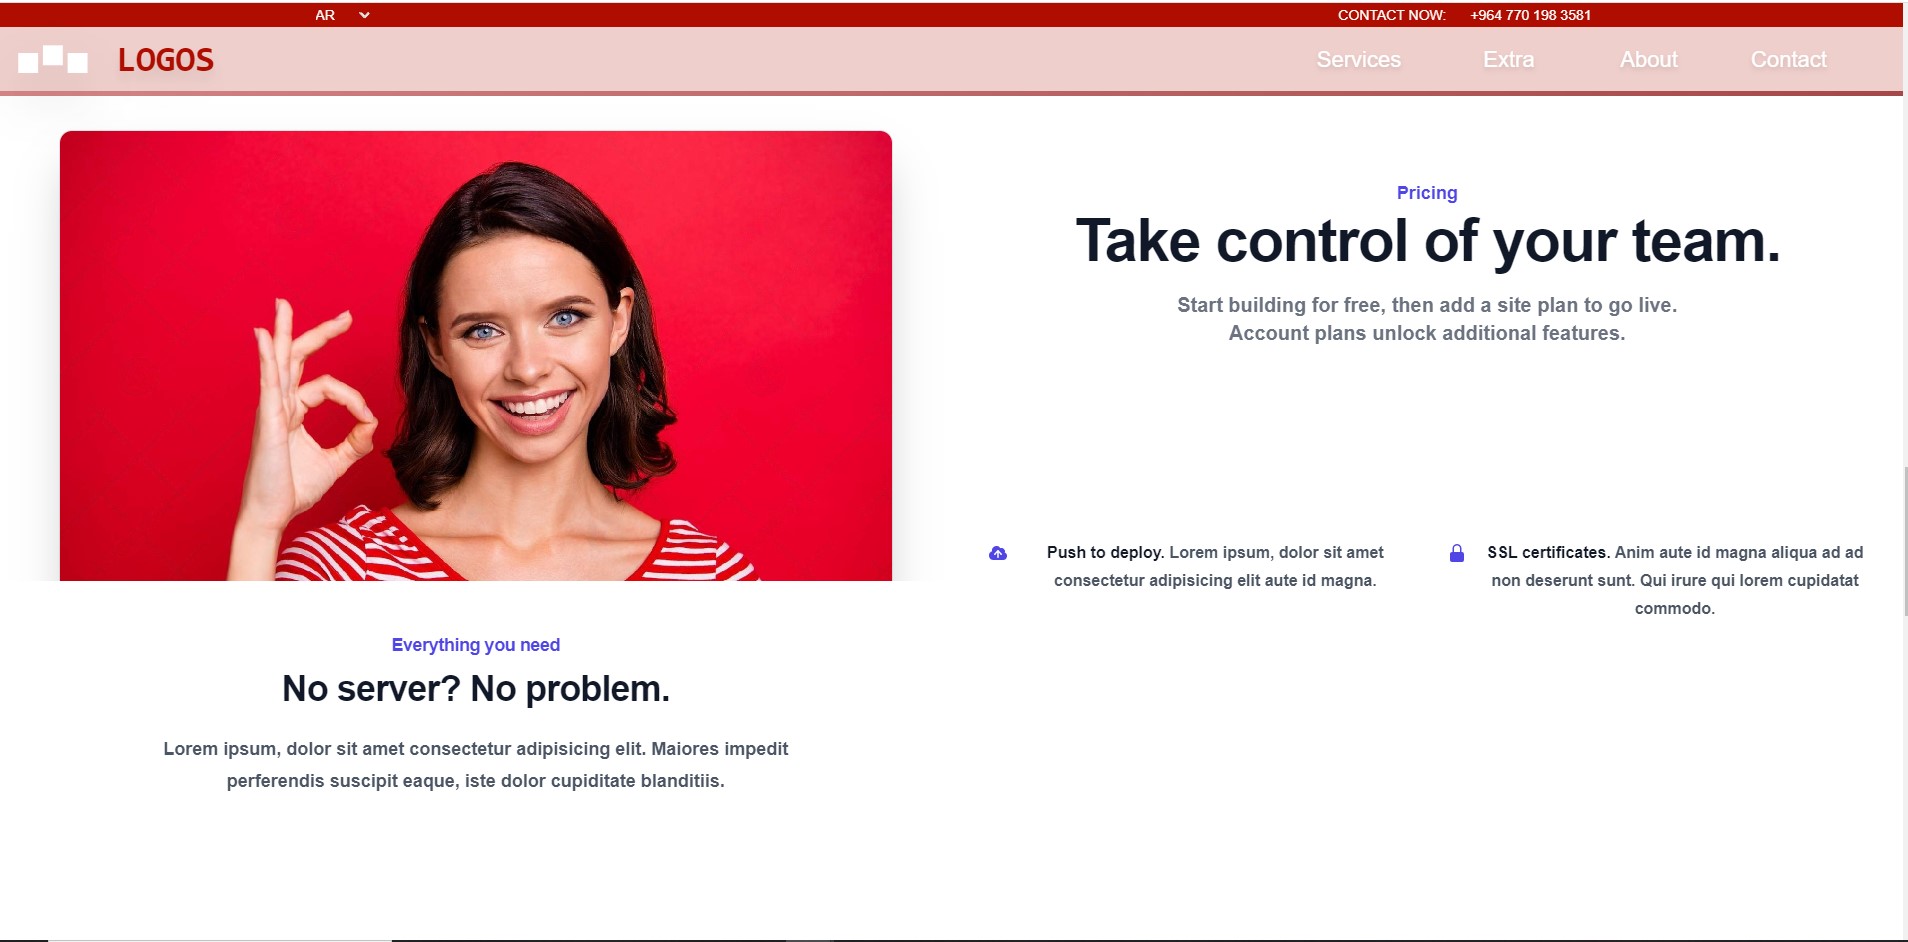 AR
CONTACT NOW: +964 770 198 3581
LOGOS
Services Extra About Contact
Pricing
Take control of your team.
Start building for free, then add a site plan to go live.
Account plans unlock additional features.
Push to deploy. Lorem ipsum, dolor sit amet
consectetur adipisicing elit aute id magna.
SSL certificates. Anim aute id magna aliqua ad ad
non deserunt sunt. Qui irure qui lorem cupidatat
commodo.
Everything you need
No server? No problem.
Lorem ipsum, dolor sit amet consectetur adipisicing elit. Maiores impedit
perferendis suscipit eaque, iste dolor cupiditate blanditiis.